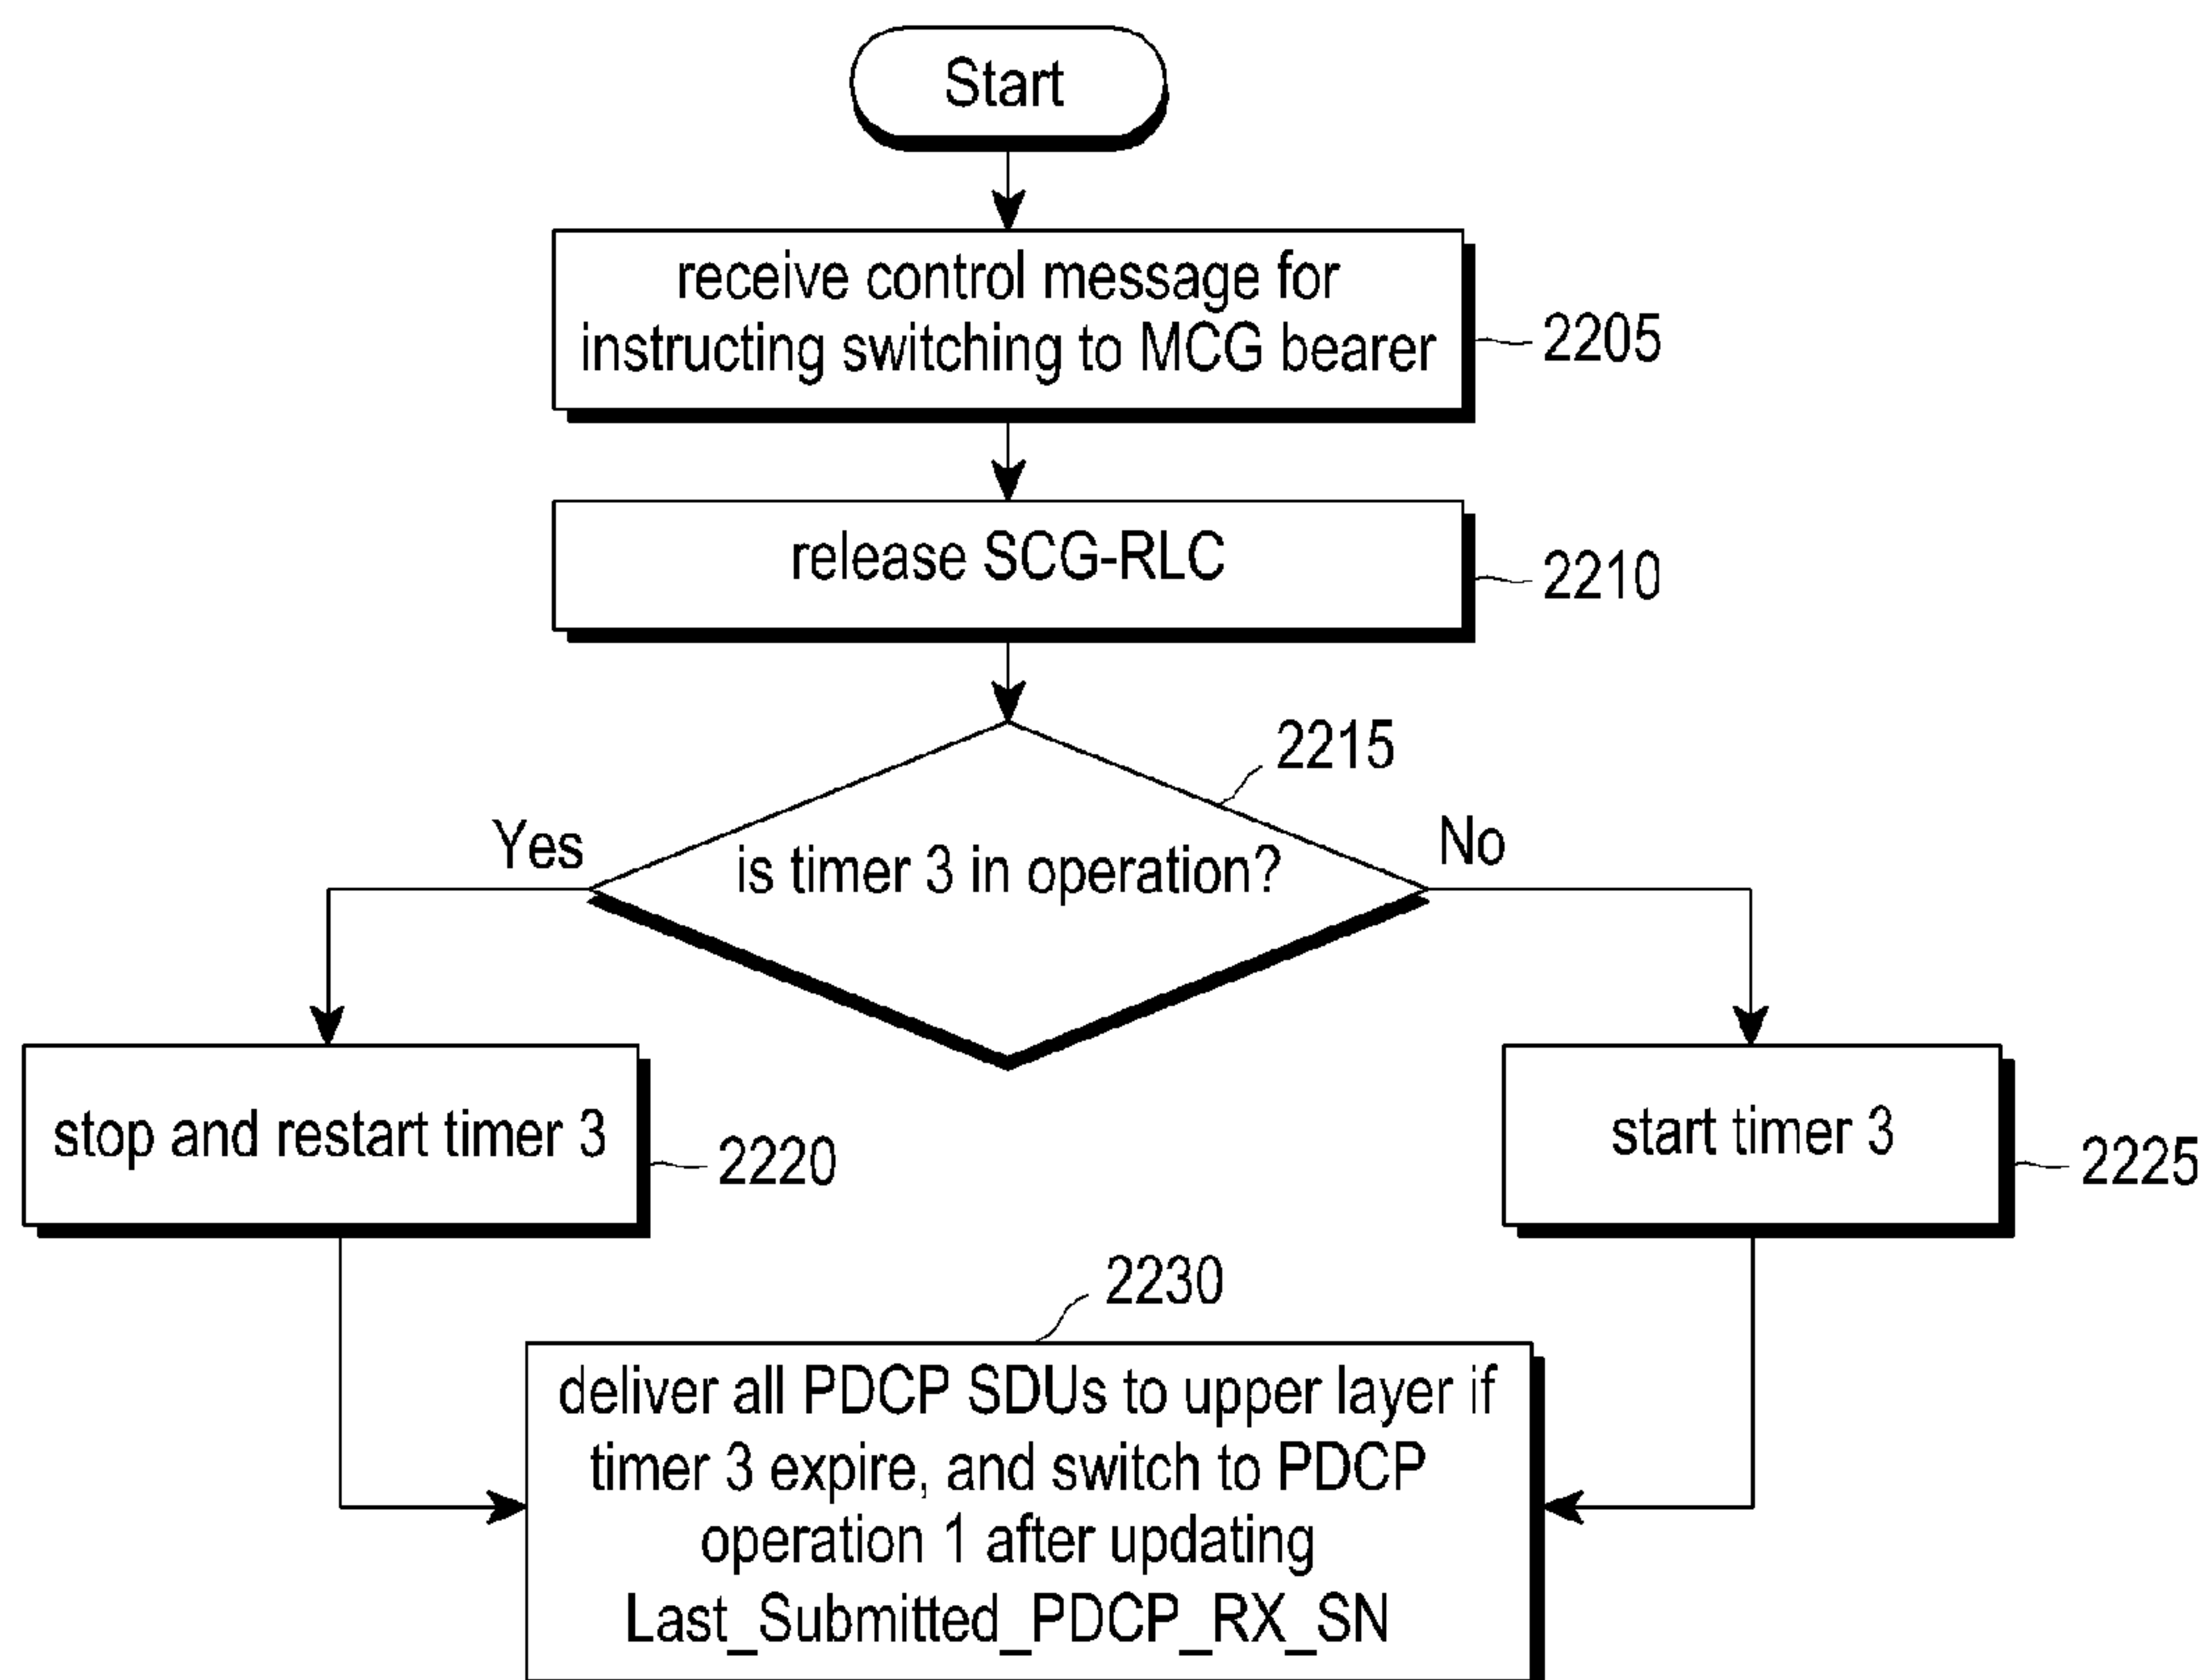 Start
receive control message for
instructing switching to MCG bearer
2205
release SCG-RLC
2210
2215
Yes
is timer 3 in operation?
No
stop and restart timer 3
2220
start timer 3
2225
2230
deliver all PDCP SDUs to upper layer if
timer 3 expire, and switch to PDCP
operation 1 after updating
Last_Submitted_PDCP_RX_SN